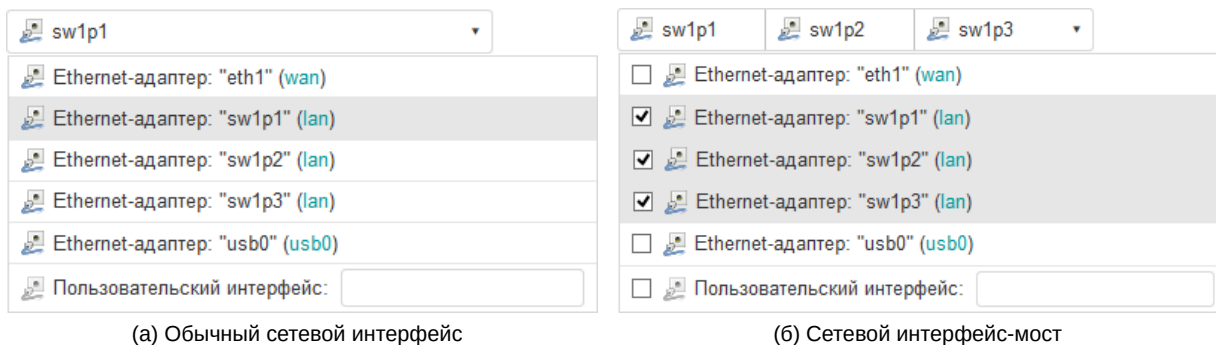 sw1p1
Ethernet-адаптер: "eth1" (wan)
Ethernet-адаптер: "sw1p1" (lan)
Ethernet-адаптер: "sw1p2" (lan)
Ethernet-адаптер: "sw1p3" (lan)
Ethernet-адаптер: "usb0" (usb0)
Пользовательский интерфейс:
(а) Обычный сетевой интерфейс
sw1p1 sw1p2 sw1p3
Ethernet-адаптер: "eth1" (wan)
Ethernet-адаптер: "sw1p1" (lan)
Ethernet-адаптер: "sw1p2" (lan)
Ethernet-адаптер: "sw1p3" (lan)
Ethernet-адаптер: "usb0" (usb0)
Пользовательский интерфейс:
(б) Сетевой интерфейс-мост